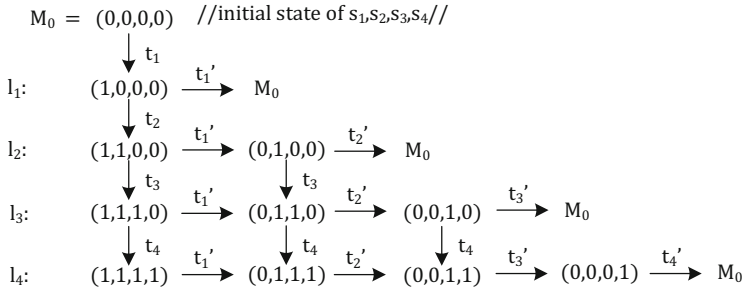 M₀ = (0,0,0,0) //initial state of s₁,s₂,s₃,s₄//
t₁
l₁: (1,0,0,0) t₁’ M₀
t₂
l₂: (1,1,0,0) t₁’ (0,1,0,0) t₂’ M₀
t₃ t₃
l₃: (1,1,1,0) t₁’ (0,1,1,0) t₂’ (0,0,1,0) t₃’ M₀
t₄ t₄ t₄
l₄: (1,1,1,1) t₁’ (0,1,1,1) t₂’ (0,0,1,1) t₃’ (0,0,0,1) t₄’ M₀